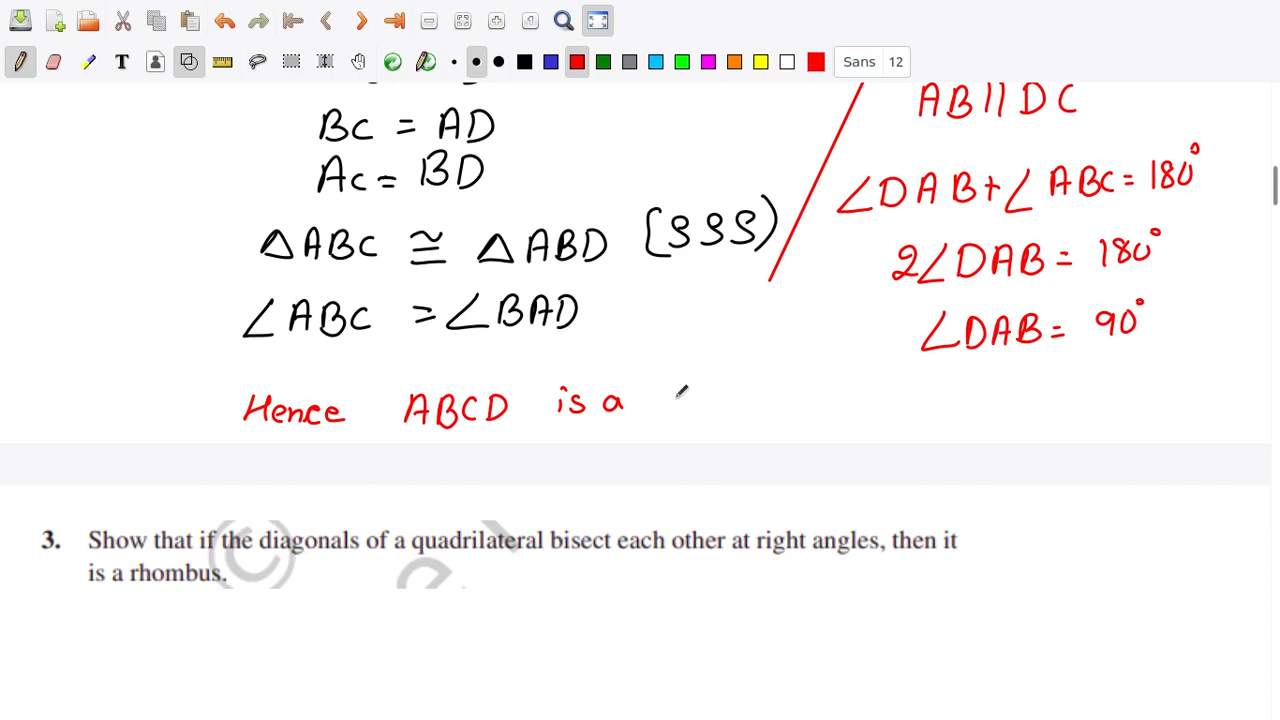 Sans 12
BC = AD
AC = BD
△ABC ≅ △ABD [SSS)
∠ABC = ∠BAD
AB || DC
∠DAB + ∠ABC = 180°
2∠DAB = 180°
∠DAB = 90°
Hence ABCD is a
3. Show that if the diagonals of a quadrilateral bisect each other at right angles, then it
is a rhombus.